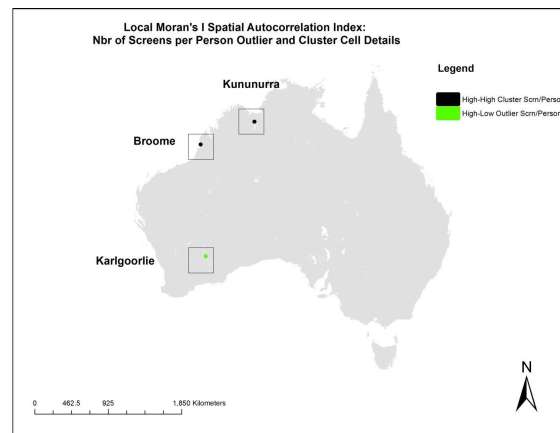 Local Moran's I Spatial Autocorrelation Index:
Nbr of Screens per Person Outlier and Cluster Cell Details
Legend
High-High Cluster Scrn/Perso
High-Low Outlier Scrn/Person
Kununurra
Broome
Karlgoorlie
N
0 462.5 925 1,850 Kilometers